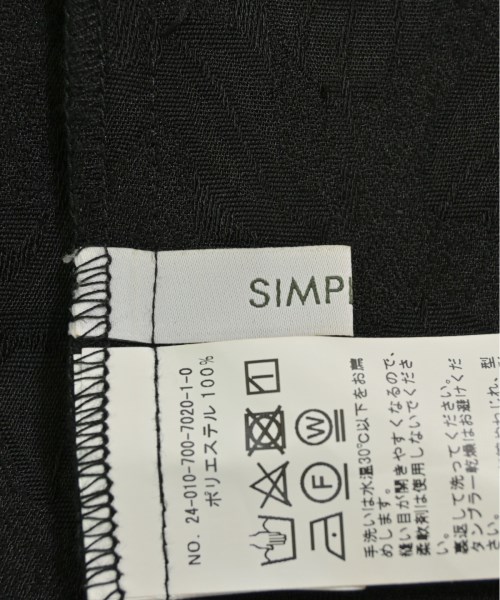 SIMPL
NO. 24-010-700-7020-1-0
ポリエステル 100%
F
W
手洗いは水温30℃以下をお薦
めします。
縫い目が開きやすくなるので、
柔軟剤は使用しないでくださ
い。
裏返して洗ってください。
タンブラー乾燥はお避けくだ
さい。